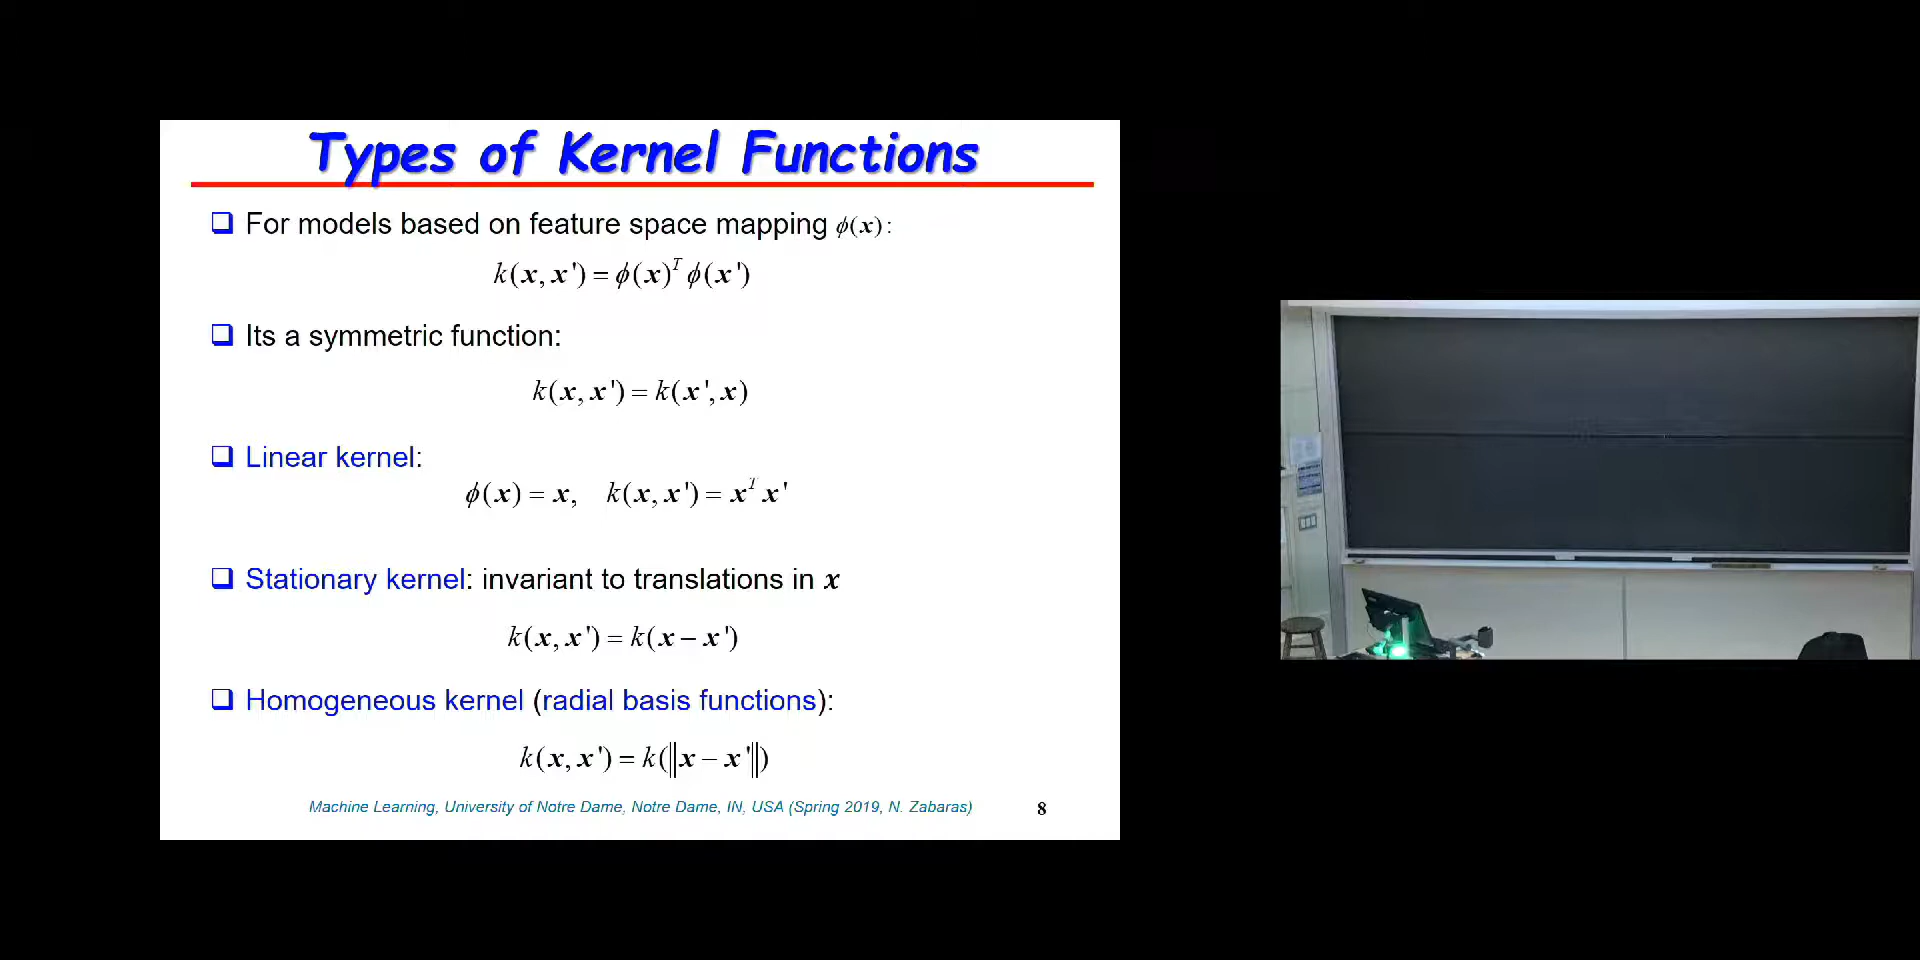 Types of Kernel Functions
❑ For models based on feature space mapping ϕ(x):
k(x, x') = ϕ(x)ᵀ ϕ(x')
❑ Its a symmetric function:
k(x, x') = k(x', x)
❑ Linear kernel:
ϕ(x) = x, k(x, x') = xᵀ x'
❑ Stationary kernel: invariant to translations in x
k(x, x') = k(x − x')
❑ Homogeneous kernel (radial basis functions):
k(x, x') = k(‖x − x'‖)
Machine Learning, University of Notre Dame, Notre Dame, IN, USA (Spring 2019, N. Zabaras)
8